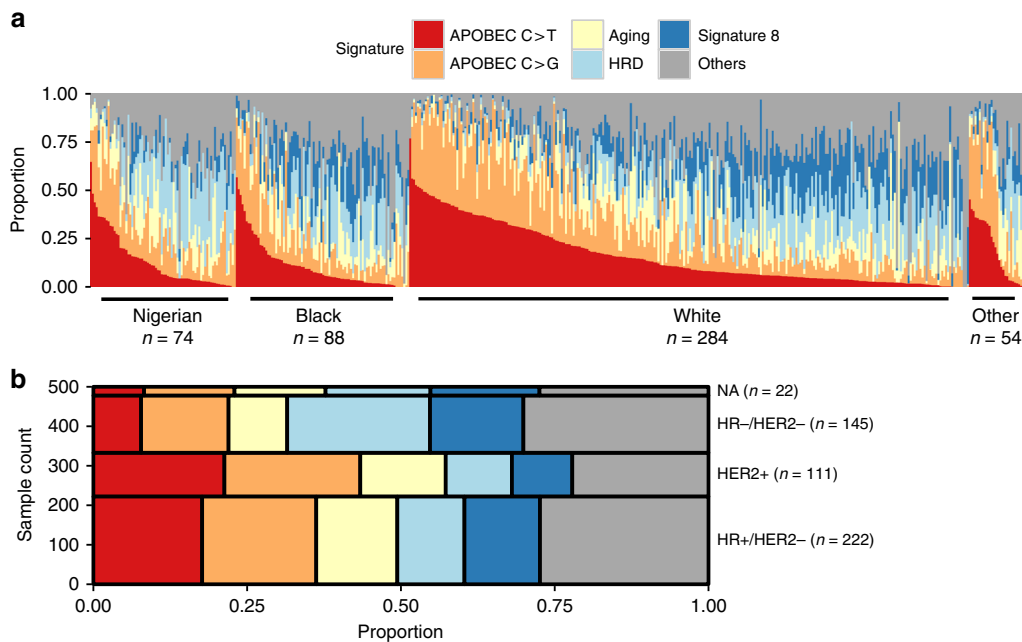 a
Signature
APOBEC C>T
Aging
Signature 8
APOBEC C>G
HRD
Others
1.00
0.75
0.50
0.25
0.00
Proportion
Nigerian
n = 74
Black
n = 88
White
n = 284
Other
n = 54
b
500
400
300
200
100
0
Sample count
NA (n = 22)
HR−/HER2− (n = 145)
HER2+ (n = 111)
HR+/HER2− (n = 222)
0.00
0.25
0.50
0.75
1.00
Proportion